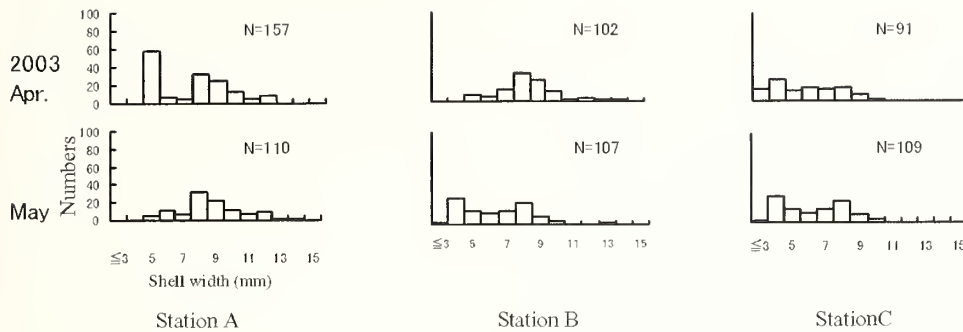 100
80
60
40
20
0
N=157
N=102
N=91
2003
Apr.
100
80
60
40
20
0
N=110
N=107
N=109
May
Numbers
≦3 5 7 9 11 13 15
≦3 5 7 9 11 13 15
≦3 5 7 9 11 13 15
Shell width (mm)
Station A
Station B
StationC